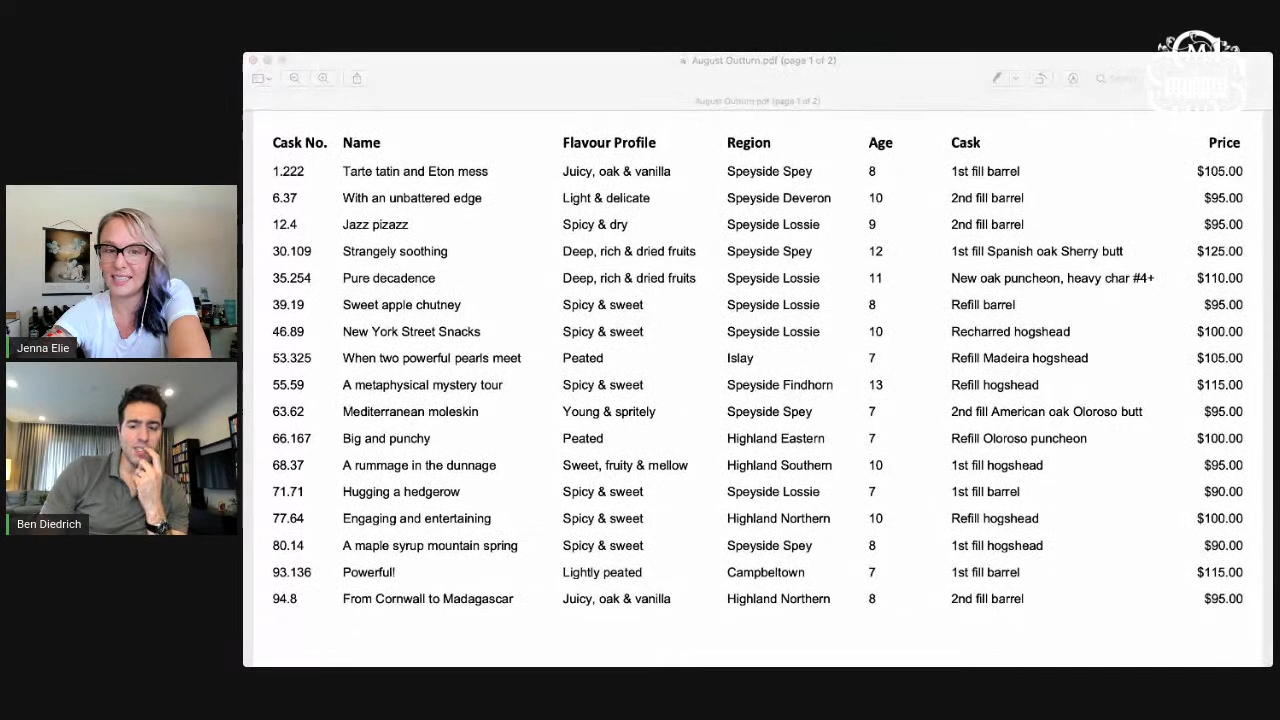 August Outturn.pdf (page 1 of 2)
August Outturn.pdf (page 1 of 2)
Cask No. Name Flavour Profile Region Age Cask Price
1.222 Tarte tatin and Eton mess Juicy, oak & vanilla Speyside Spey 8 1st fill barrel $105.00
6.37 With an unbattered edge Light & delicate Speyside Deveron 10 2nd fill barrel $95.00
12.4 Jazz pizazz Spicy & dry Speyside Lossie 9 2nd fill barrel $95.00
30.109 Strangely soothing Deep, rich & dried fruits Speyside Spey 12 1st fill Spanish oak Sherry butt $125.00
35.254 Pure decadence Deep, rich & dried fruits Speyside Lossie 11 New oak puncheon, heavy char #4+ $110.00
39.19 Sweet apple chutney Spicy & sweet Speyside Lossie 8 Refill barrel $95.00
46.89 New York Street Snacks Spicy & sweet Speyside Lossie 10 Recharred hogshead $100.00
53.325 When two powerful pearls meet Peated Islay 7 Refill Madeira hogshead $105.00
55.59 A metaphysical mystery tour Spicy & sweet Speyside Findhorn 13 Refill hogshead $115.00
63.62 Mediterranean moleskin Young & spritely Speyside Spey 7 2nd fill American oak Oloroso butt $95.00
66.167 Big and punchy Peated Highland Eastern 7 Refill Oloroso puncheon $100.00
68.37 A rummage in the dunnage Sweet, fruity & mellow Highland Southern 10 1st fill hogshead $95.00
71.71 Hugging a hedgerow Spicy & sweet Speyside Lossie 7 1st fill barrel $90.00
77.64 Engaging and entertaining Spicy & sweet Highland Northern 10 Refill hogshead $100.00
80.14 A maple syrup mountain spring Spicy & sweet Speyside Spey 8 1st fill hogshead $90.00
93.136 Powerful! Lightly peated Campbeltown 7 1st fill barrel $115.00
94.8 From Cornwall to Madagascar Juicy, oak & vanilla Highland Northern 8 2nd fill barrel $95.00
Jenna Elie
Ben Diedrich